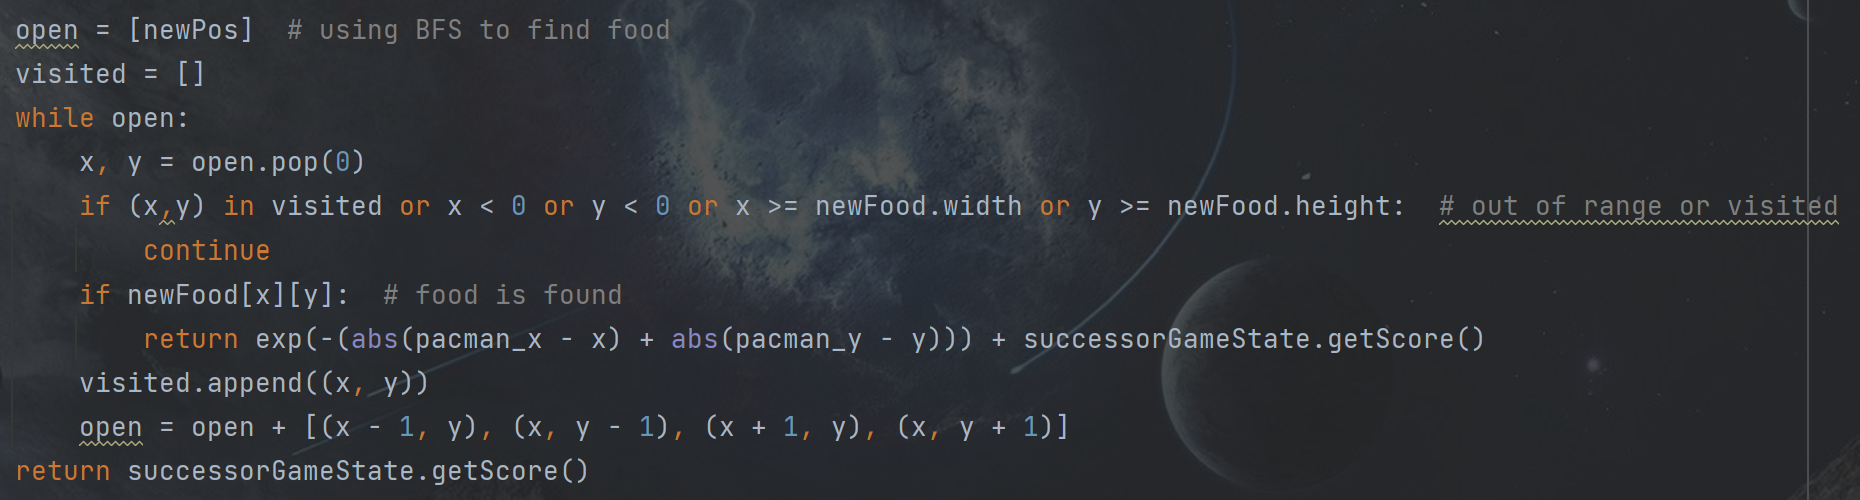 open = [newPos]  # using BFS to find food
visited = []
while open:
    x, y = open.pop(0)
    if (x,y) in visited or x < 0 or y < 0 or x >= newFood.width or y >= newFood.height:  # out of range or visited
        continue
    if newFood[x][y]:  # food is found
        return exp(-(abs(pacman_x - x) + abs(pacman_y - y))) + successorGameState.getScore()
    visited.append((x, y))
    open = open + [(x - 1, y), (x, y - 1), (x + 1, y), (x, y + 1)]
return successorGameState.getScore()